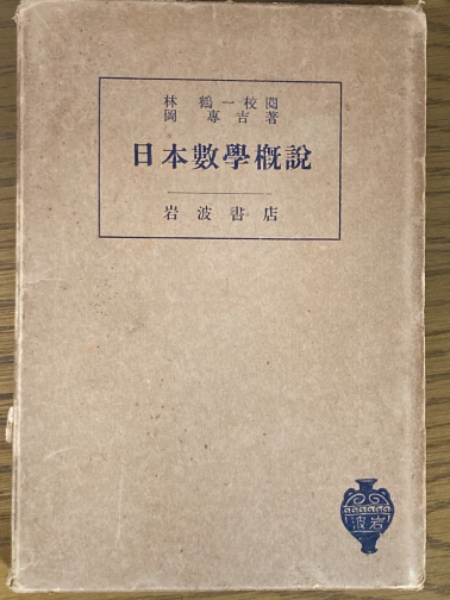 林 鶴一校閲
岡 專吉著
日本數學概說
岩波書店
岩波